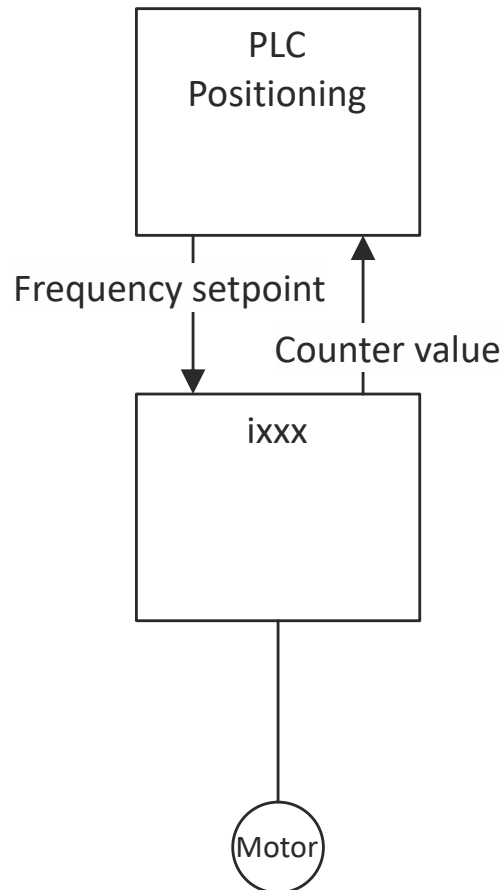 PLC
Positioning
Frequency setpoint
Counter value
ixxx
Motor